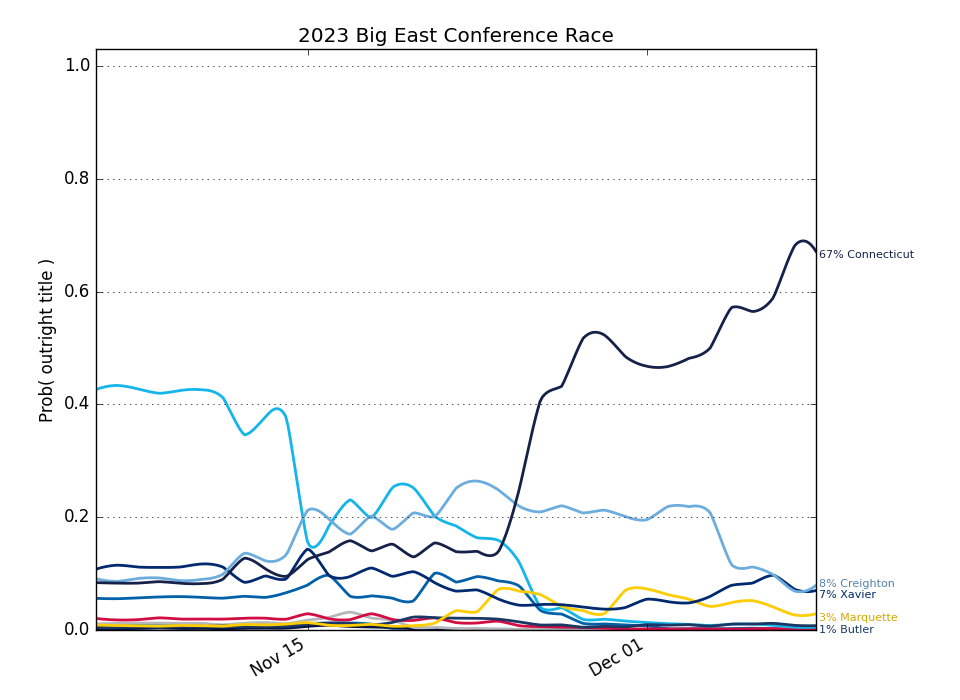 2023 Big East Conference Race
Prob( outright title )
1.0
0.8
0.6
0.4
0.2
0.0
Nov 15
Dec 01
67% Connecticut
8% Creighton
7% Xavier
3% Marquette
1% Butler